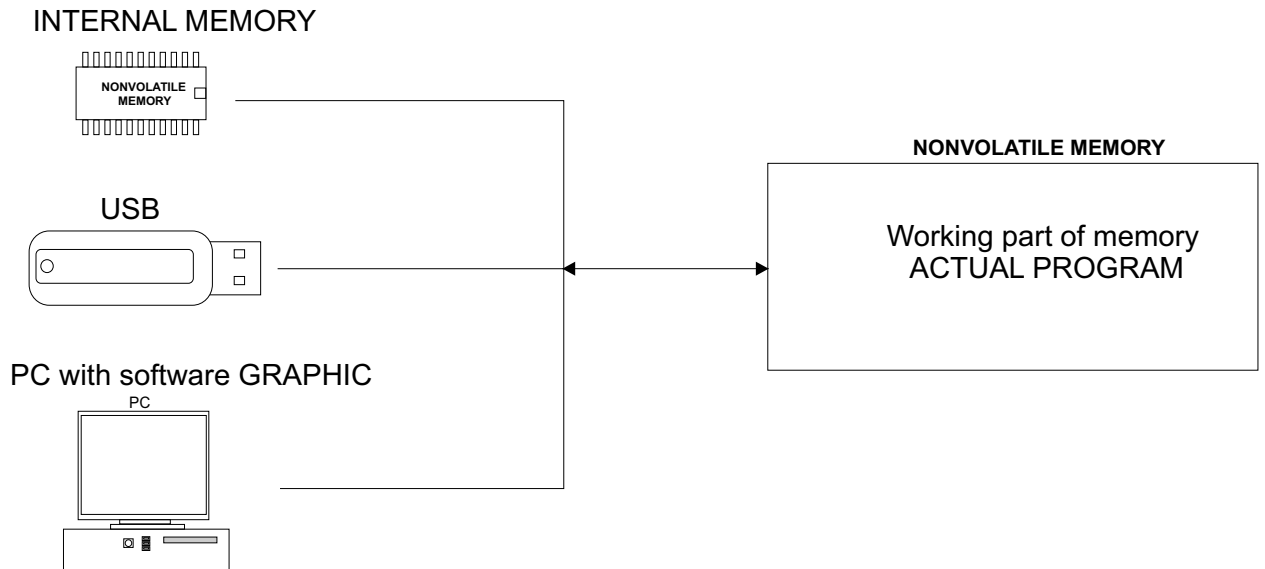 INTERNAL MEMORY
NONVOLATILE
MEMORY
USB
PC with software GRAPHIC
PC
NONVOLATILE MEMORY
Working part of memory
ACTUAL PROGRAM